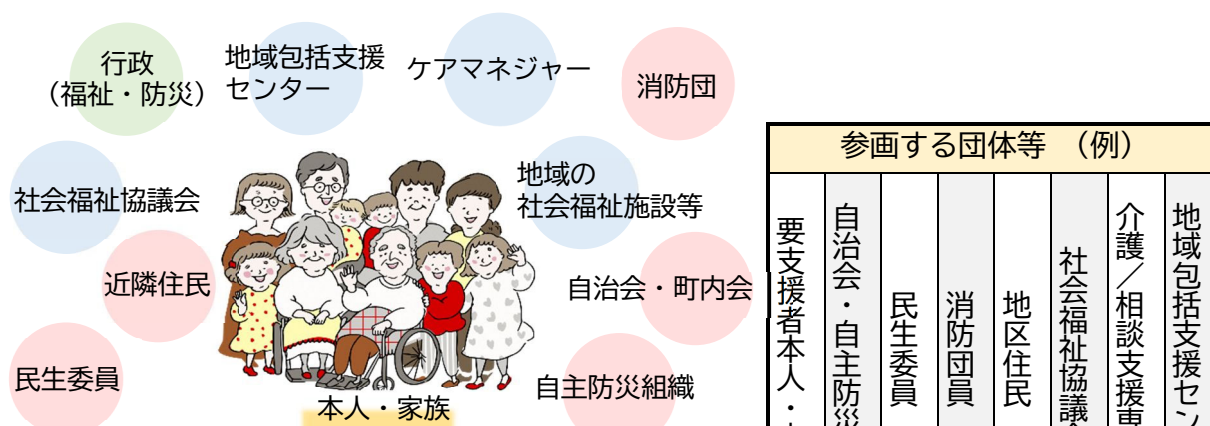 行政
（福祉・防災）
地域包括支援
センター
ケアマネジャー
消防団
社会福祉協議会
地域の
社会福祉施設等
近隣住民
自治会・町内会
民生委員
自主防災組織
本人・家族
参画する団体等　（例）
要支援者本人・
自治会・自主防災
民生委員
消防団員
地区住民
社会福祉協議会
介護／相談支援専
地域包括支援セン